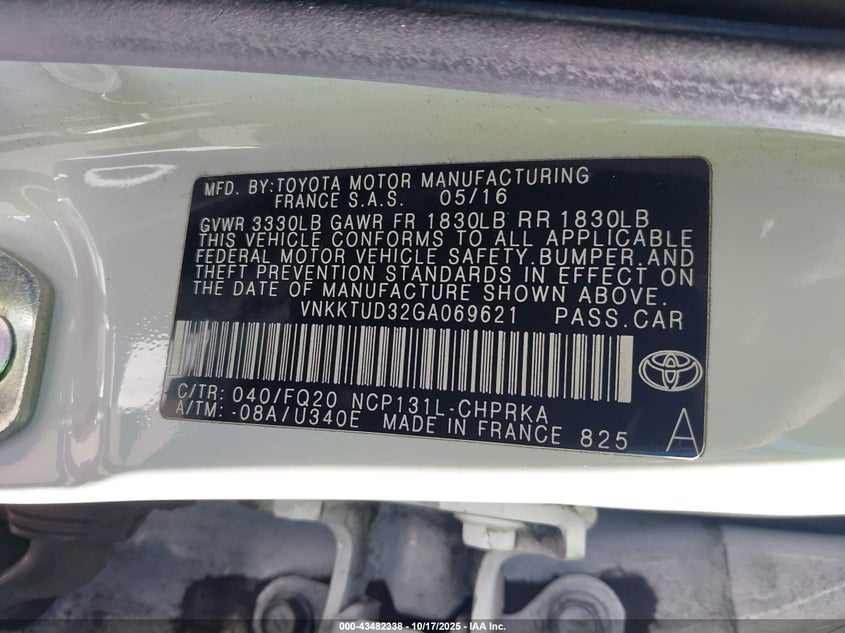 MFD. BY:TOYOTA MOTOR MANUFACTURING
FRANCE S.A.S. 05/16
GVWR 3330LB GAWR FR 1830LB RR 1830LB
THIS VEHICLE CONFORMS TO ALL APPLICABLE
FEDERAL MOTOR VEHICLE SAFETY,BUMPER,AND
THEFT PREVENTION STANDARDS IN EFFECT ON
THE DATE OF MANUFACTURE SHOWN ABOVE.
VNKKTUD32GA069621 PASS.CAR
C/TR: 040/FQ20 NCP131L-CHPRKA
A/TM: -08A/U340E MADE IN FRANCE 825 A
000-43482338 - 10/17/2025 - IAA Inc.